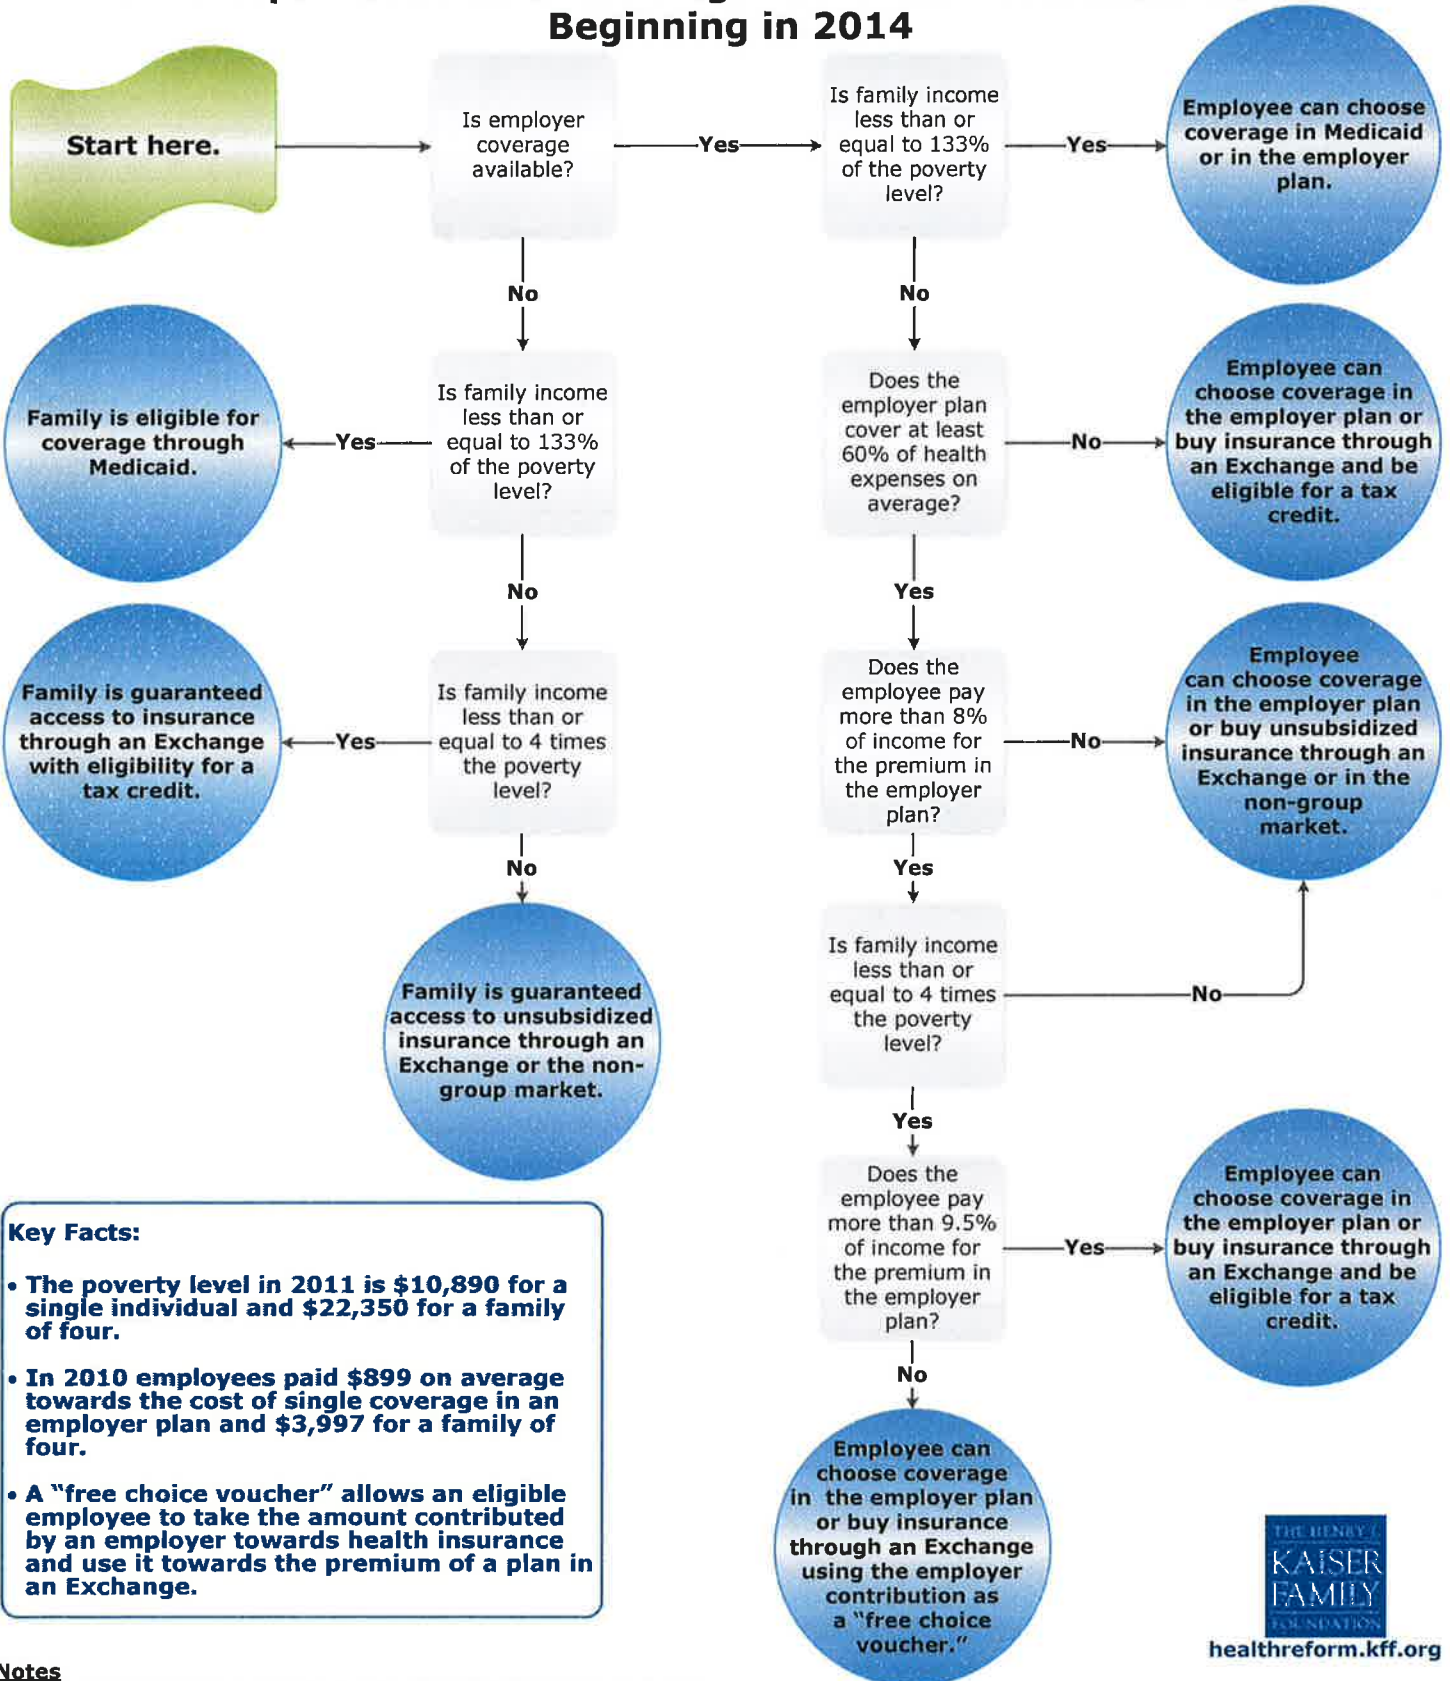 Beginning in 2014
Start here.
Is employer
coverage
available?
Yes
Is family income
less than or
equal to 133%
of the poverty
level?
Yes
Employee can choose
coverage in Medicaid
or in the employer
plan.
No
No
Family is eligible for
coverage through
Medicaid.
Yes
Is family income
less than or
equal to 133%
of the poverty
level?
Does the
employer plan
cover at least
60% of health
expenses on
average?
No
Employee can
choose coverage in
the employer plan or
buy insurance through
an Exchange and be
eligible for a tax
credit.
No
Yes
Family is guaranteed
access to insurance
through an Exchange
with eligibility for a
tax credit.
Yes
Is family income
less than or
equal to 4 times
the poverty
level?
Does the
employee pay
more than 8%
of income for
the premium in
the employer
plan?
No
Employee
can choose coverage
in the employer plan
or buy unsubsidized
insurance through an
Exchange or in the
non-group
market.
No
Yes
Family is guaranteed
access to unsubsidized
insurance through an
Exchange or the non-
group market.
Is family income
less than or
equal to 4 times
the poverty
level?
No
Yes
Does the
employee pay
more than 9.5%
of income for
the premium in
the employer
plan?
Yes
Employee can
choose coverage in
the employer plan or
buy insurance through
an Exchange and be
eligible for a tax
credit.
No
Employee can
choose coverage
in the employer plan
or buy insurance
through an Exchange
using the employer
contribution as
a "free choice
voucher."
Key Facts:
• The poverty level in 2011 is $10,890 for a
single individual and $22,350 for a family
of four.
• In 2010 employees paid $899 on average
towards the cost of single coverage in an
employer plan and $3,997 for a family of
four.
• A "free choice voucher" allows an eligible
employee to take the amount contributed
by an employer towards health insurance
and use it towards the premium of a plan in
an Exchange.
THE HENRY J.
KAISER
FAMILY
FOUNDATION
healthreform.kff.org
Notes